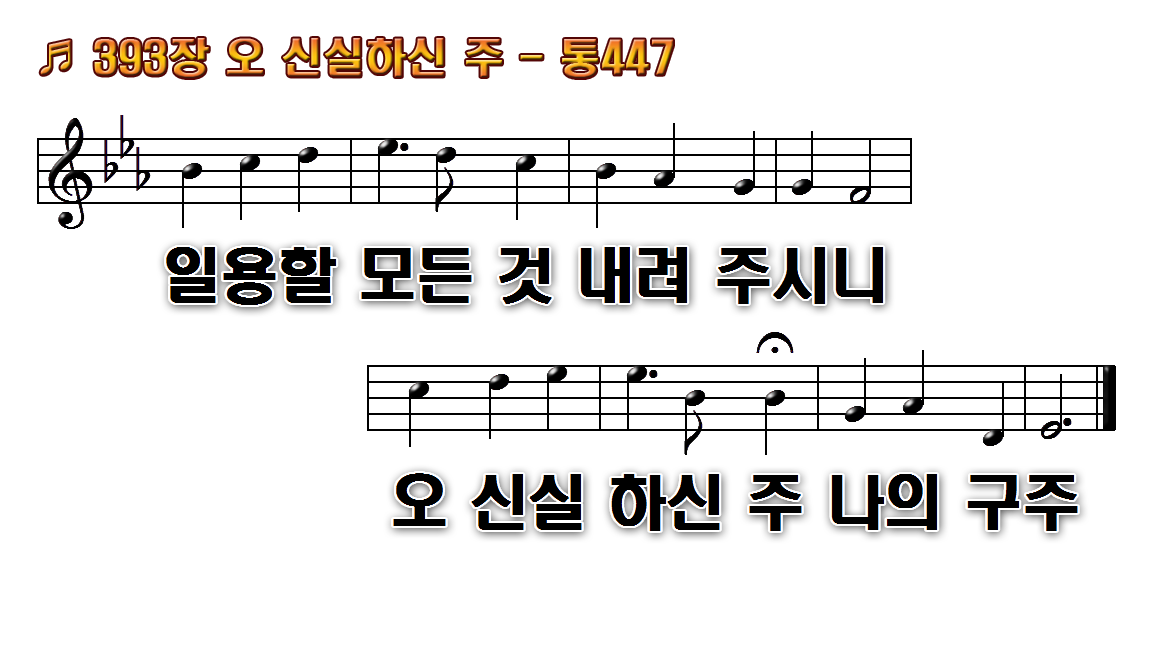 ♬ 393장 오 신실하신 주 - 통447
일용할 모든 것 내려 주시니
오 신실 하신 주 나의 구주